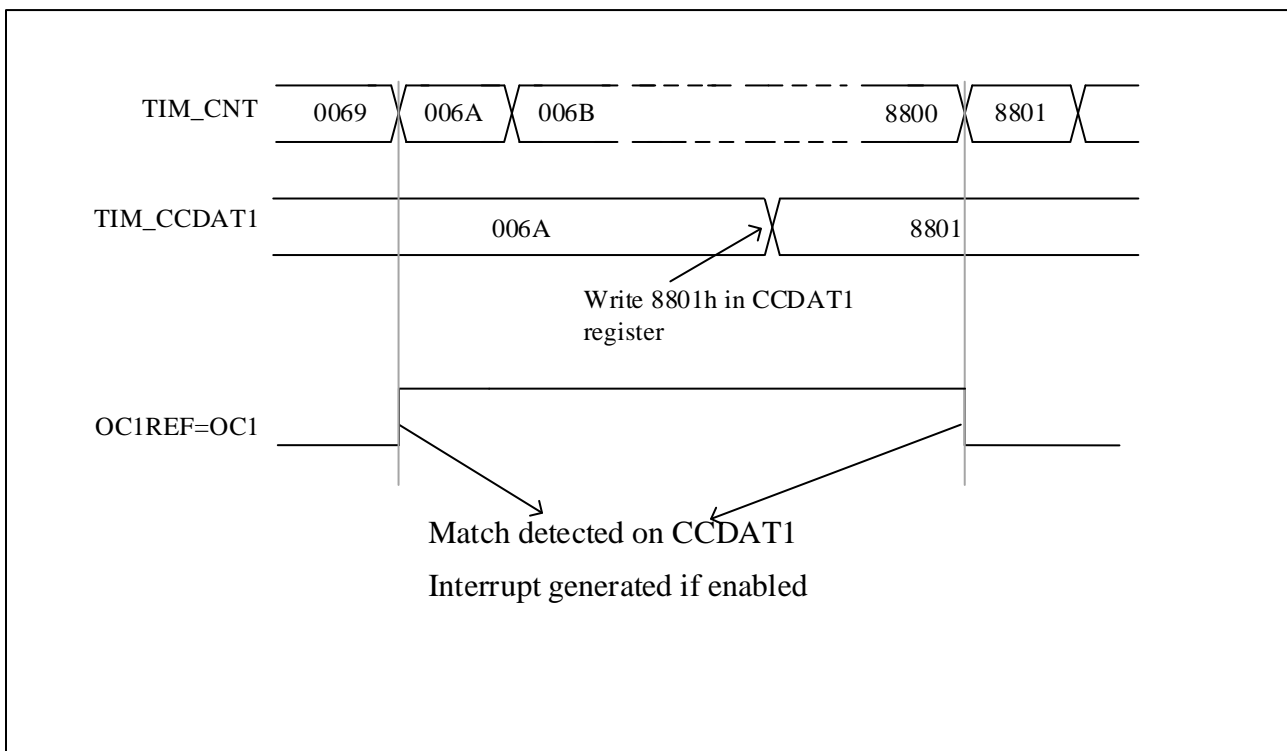 TIM_CNT 0069 006A 006B 8800 8801
TIM_CCDAT1 006A 8801
Write 8801h in CCDAT1
register
OC1REF=OC1
Match detected on CCDAT1
Interrupt generated if enabled